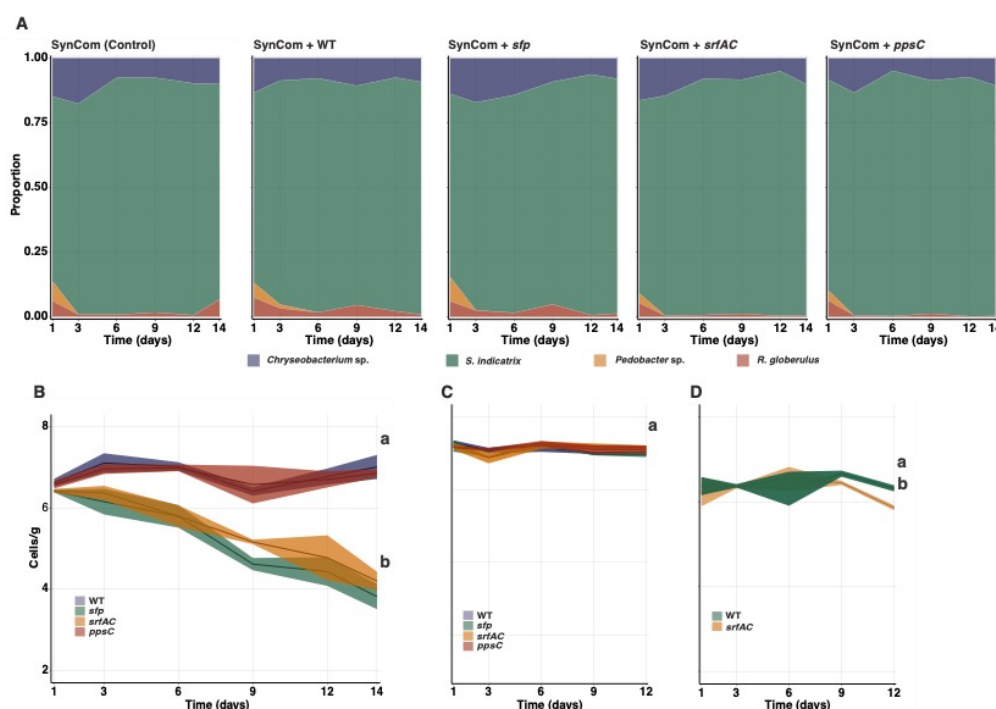 A
SynCom (Control)
SynCom + WT
SynCom + sfp
SynCom + srfAC
SynCom + ppsC
1.00
0.75
0.50
0.25
0.00
Proportion
1 3 6 9 12 14
1 3 6 9 12 14
1 3 6 9 12 14
1 3 6 9 12 14
1 3 6 9 12 14
Time (days)
Time (days)
Time (days)
Time (days)
Time (days)
Chryseobacterium sp.
S. indicatrix
Pedobacter sp.
R. globerulus
B
8
6
4
2
Cells/g
a
b
WT
sfp
srfAC
ppsC
1 3 6 9 12 14
Time (days)
C
a
WT
sfp
srfAC
ppsC
1 3 6 9 12
Time (days)
D
a
b
WT
srfAC
1 3 6 9 12
Time (days)